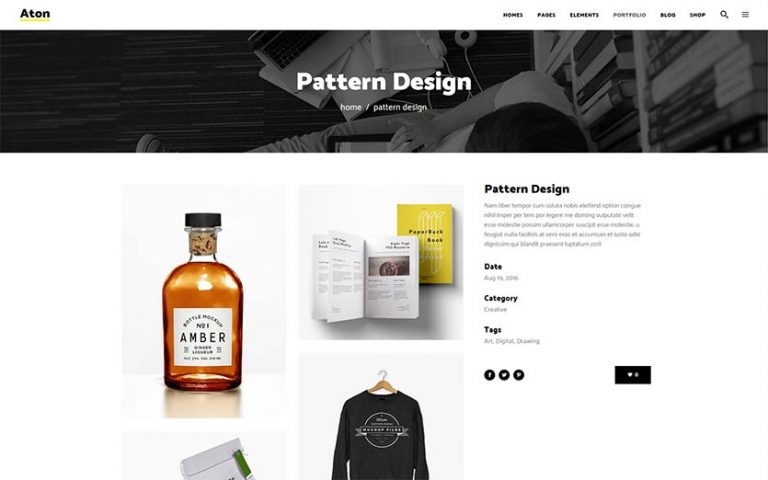 Aton
HOMES PAGES ELEMENTS PORTFOLIO BLOG SHOP
Pattern Design
home / pattern design
BOTTLE MOCKUP
No1
AMBER
GINGER
LIQUEUR
PaperBack
Book
Pattern Design
Nam liber tempor cum soluta nobis eleifend option congue
nihil imper per tem por legere me doming vulputate velit
esse molestie possim ullamcorper suscipit esse molestie, u
feugiat nulla facilisis at vero eros et accumsan et iusto odio
dignissim qui blandit praesent luptatum zzril
Date
Aug 19, 2016
Category
Creative
Tags
Art, Digital, Drawing
0
MOCKUP FILES